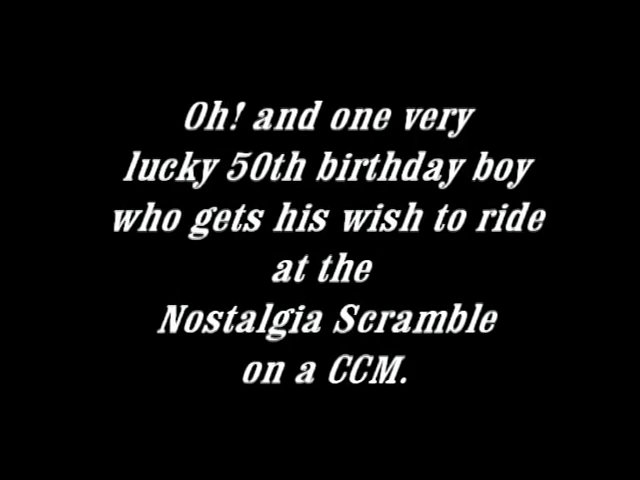 Oh! and one very
lucky 50th birthday boy
who gets his wish to ride
at the
Nostalgia Scramble
on a CCM.